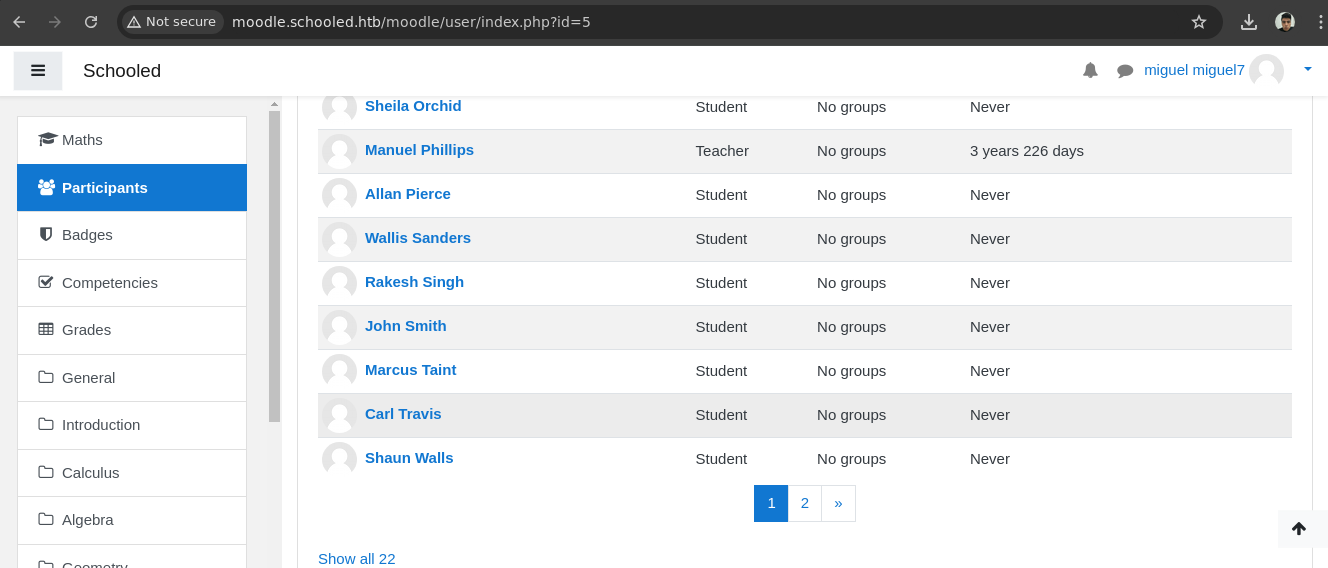 Not secure moodle.schooled.htb/moodle/user/index.php?id=5
Schooled
miguel miguel7
Maths
Participants
Badges
Competencies
Grades
General
Introduction
Calculus
Algebra
Geometry
Sheila Orchid Student No groups Never
Manuel Phillips Teacher No groups 3 years 226 days
Allan Pierce Student No groups Never
Wallis Sanders Student No groups Never
Rakesh Singh Student No groups Never
John Smith Student No groups Never
Marcus Taint Student No groups Never
Carl Travis Student No groups Never
Shaun Walls Student No groups Never
1 2 »
Show all 22